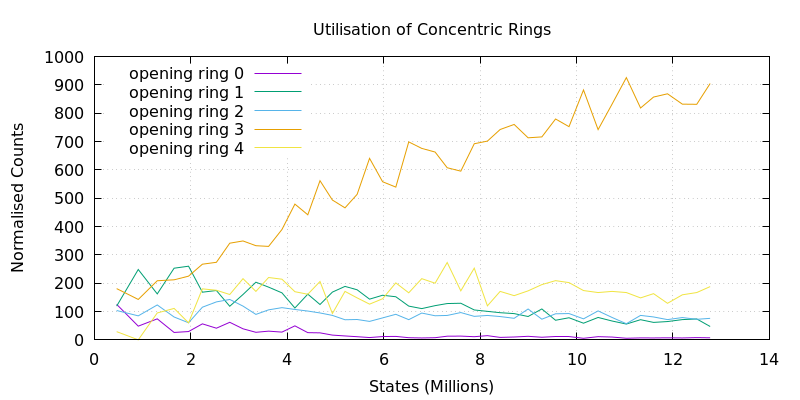 Utilisation of Concentric Rings
Normalised Counts
1000
900
800
700
600
500
400
300
200
100
0
opening ring 0
opening ring 1
opening ring 2
opening ring 3
opening ring 4
0 2 4 6 8 10 12 14
States (Millions)